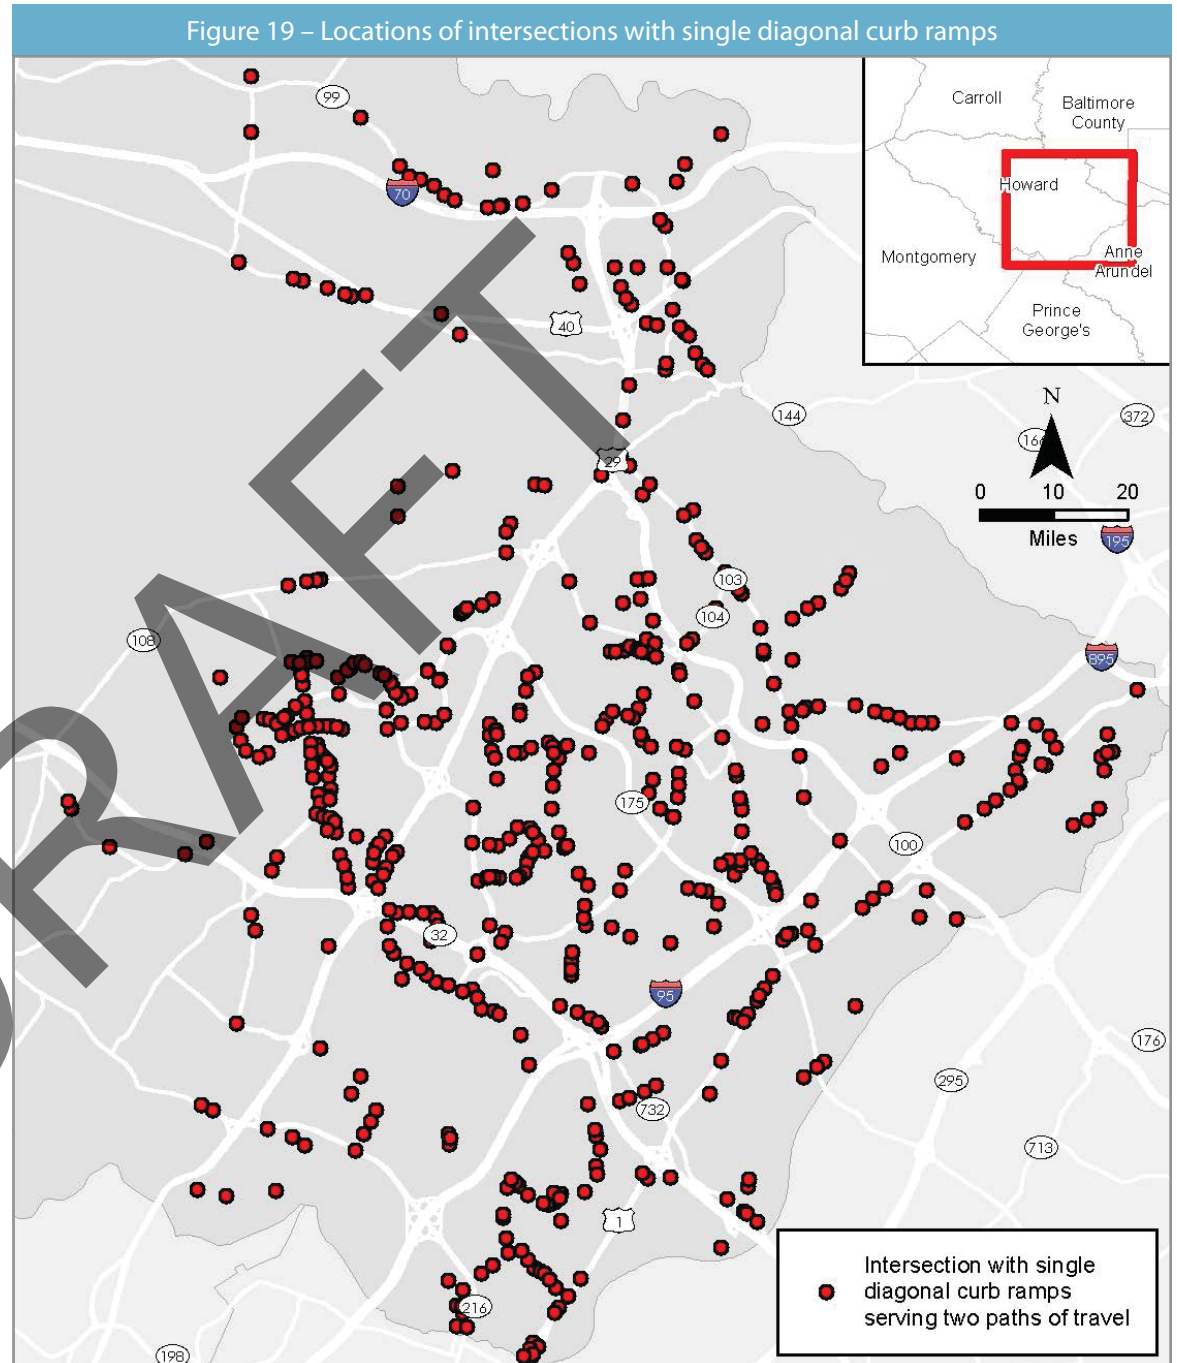 Figure 19 – Locations of intersections with single diagonal curb ramps
99
Carroll
Baltimore
County
70
Howard
Montgomery
Anne
Arundel
Prince
George's
40
144
N
372
166
29
0 10 20
Miles
195
103
104
108
895
175
100
32
95
176
295
732
713
1
216
198
Intersection with single
diagonal curb ramps
serving two paths of travel
DRAFT